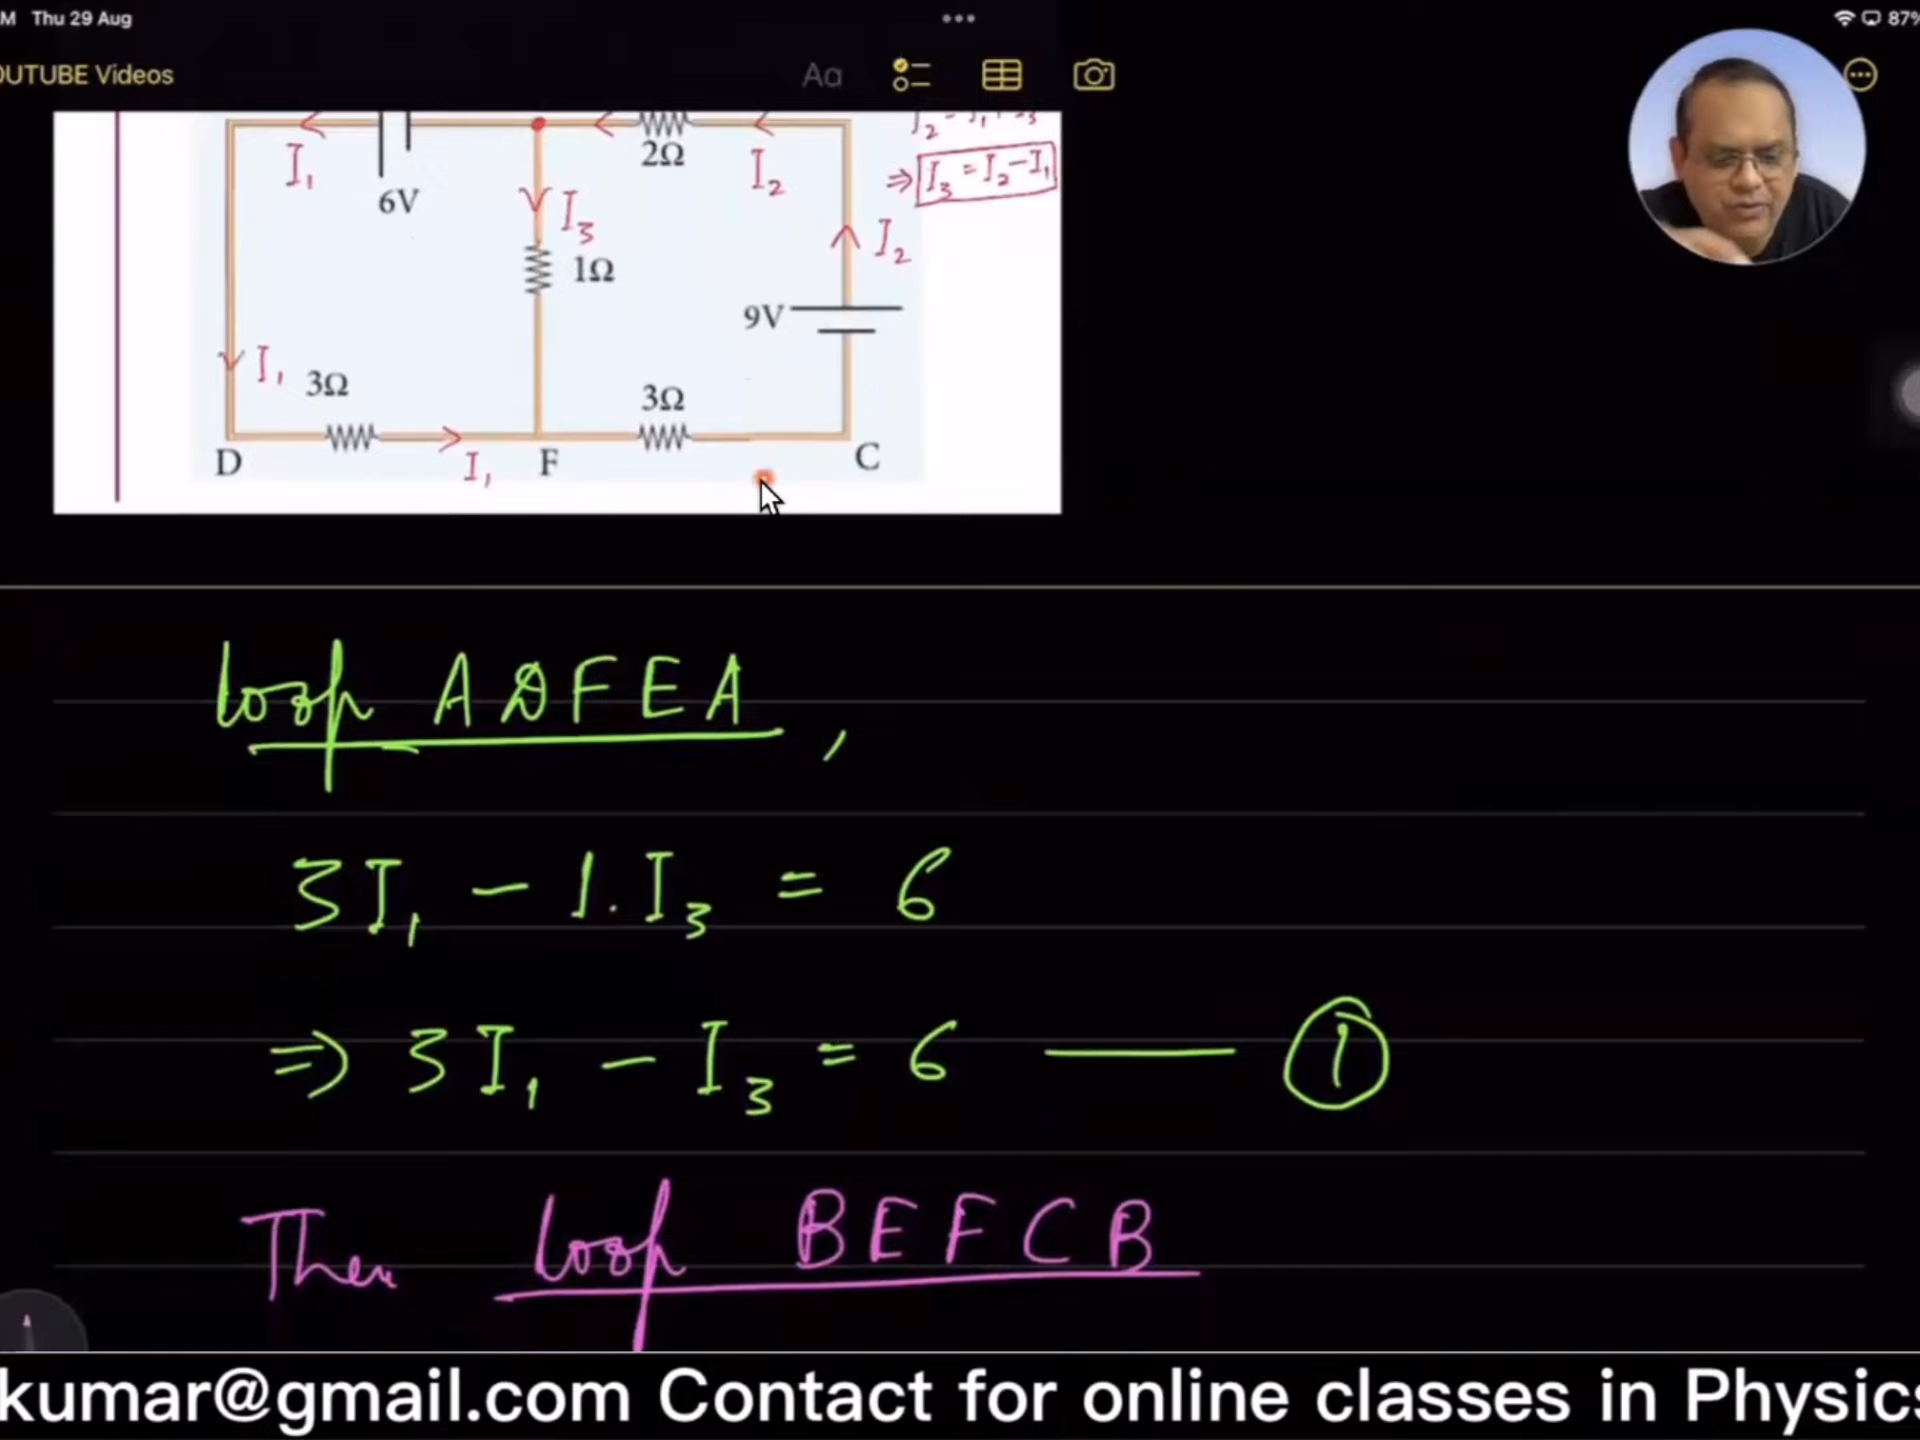 M Thu 29 Aug
87%
OUTUBE Videos
Aa
I₁
6V
2Ω
I₂
⇒ I₃ = I₂ - I₁
I₃
1Ω
I₂
9V
I₁
3Ω
3Ω
D
I₁
F
C
loop ADFEA,
3I₁ - 1.I₃ = 6
⇒ 3I₁ - I₃ = 6 —— ①
Then loop BEFCB
kumar@gmail.com Contact for online classes in Physics